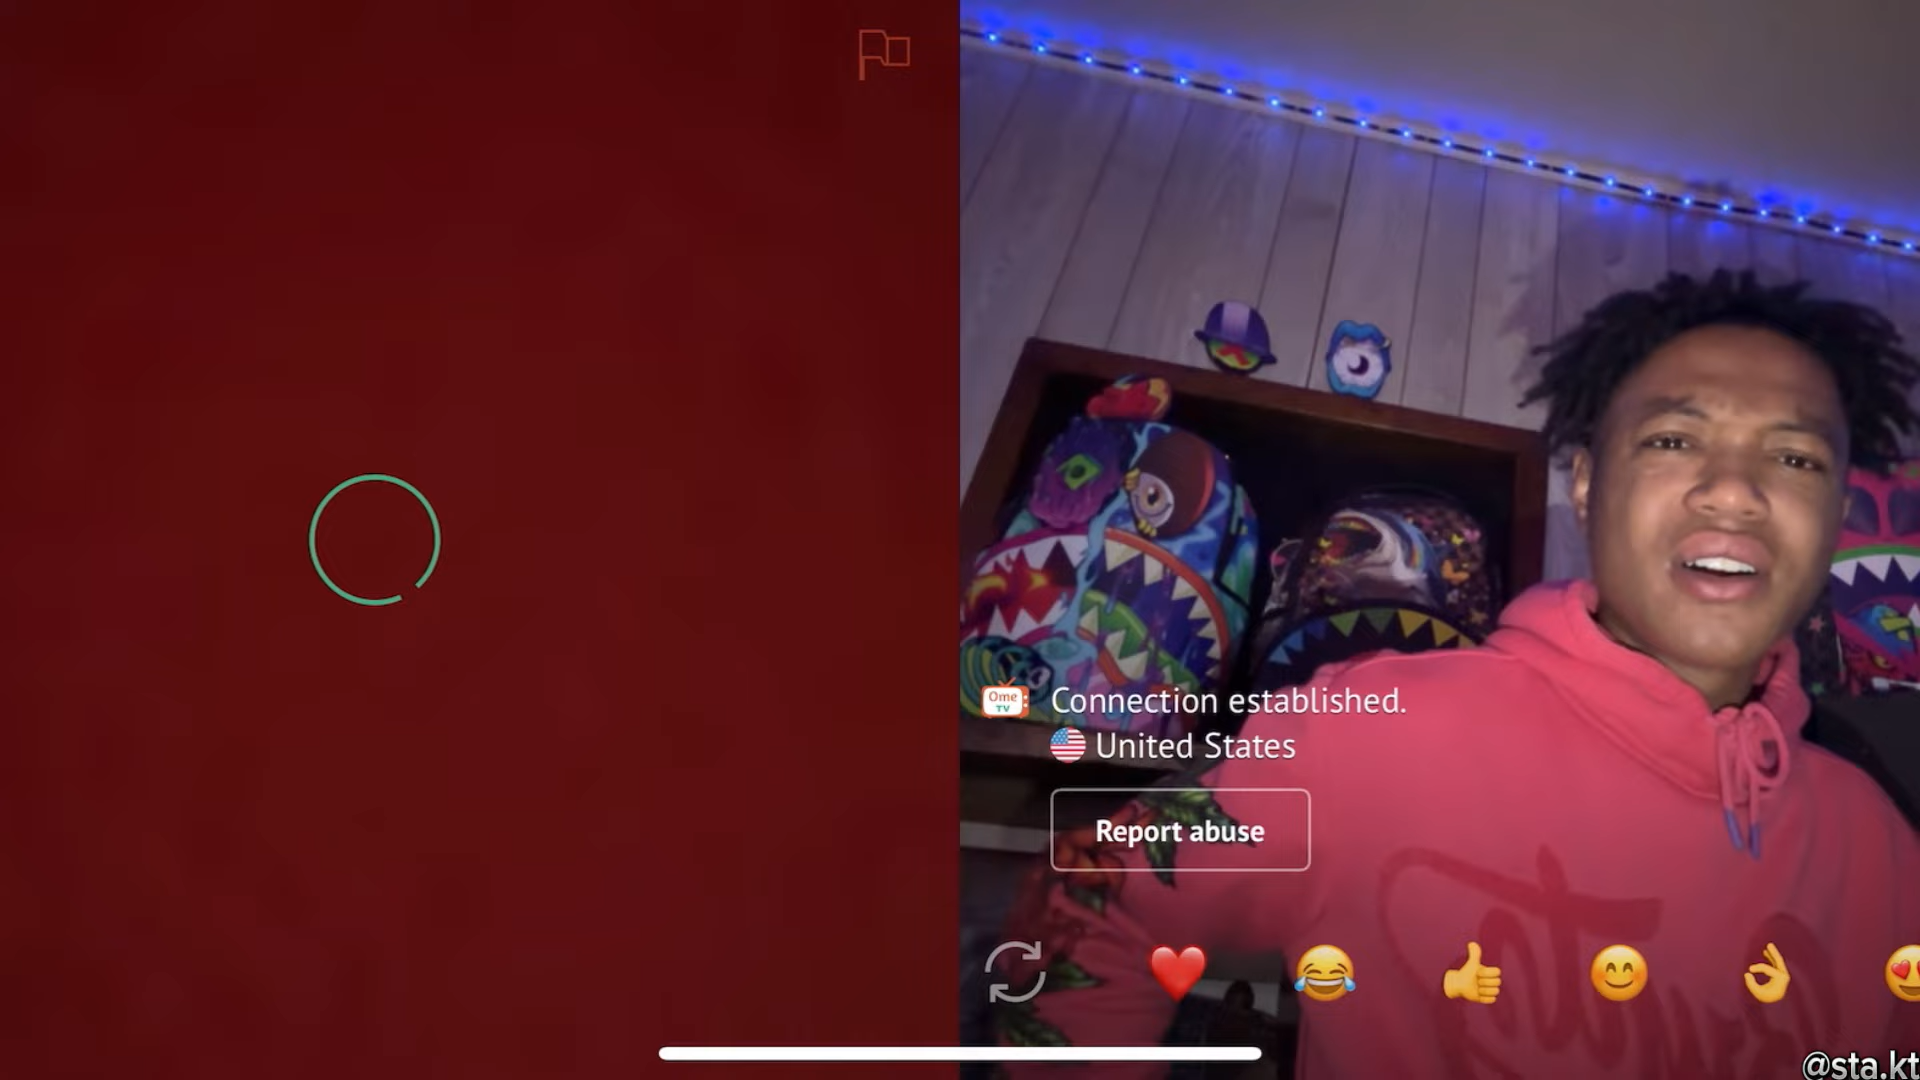 Ome
TV
Connection established.
United States
Report abuse
@sta.kt